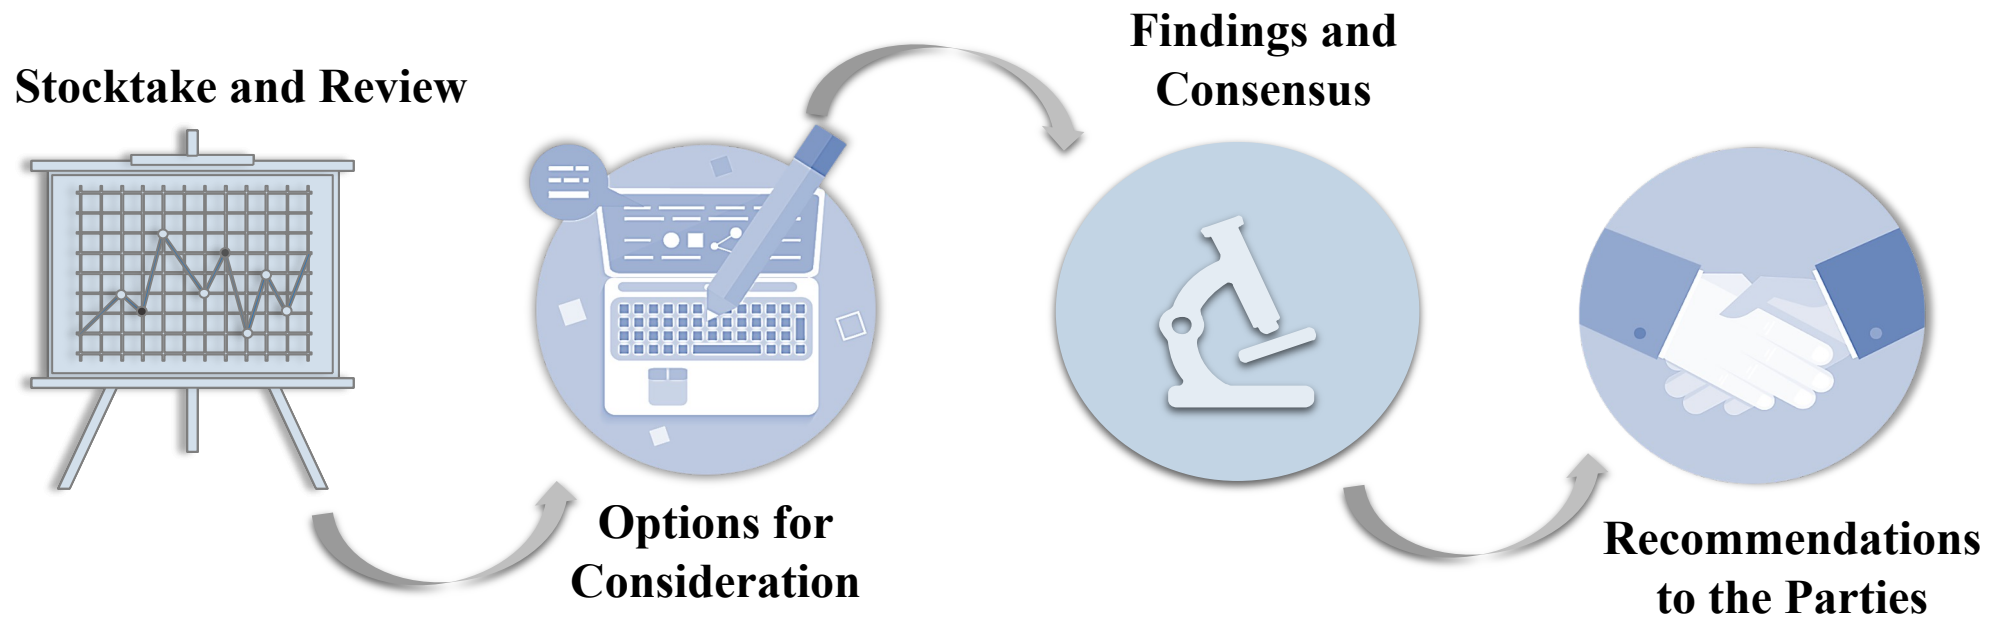 Stocktake and Review
Options for
Consideration
Findings and
Consensus
Recommendations
to the Parties